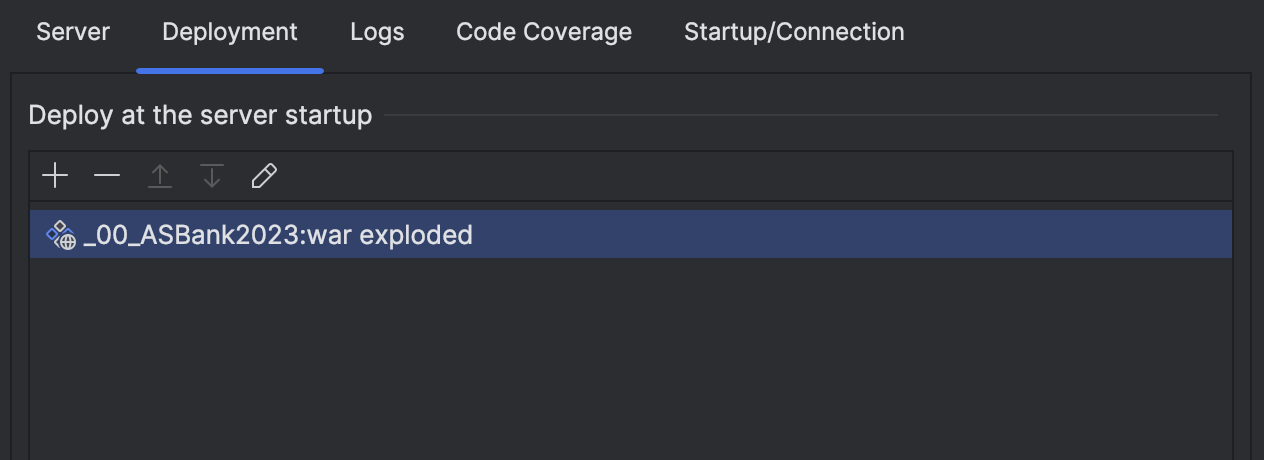 Server Deployment Logs Code Coverage Startup/Connection
Deploy at the server startup
_00_ASBank2023:war exploded